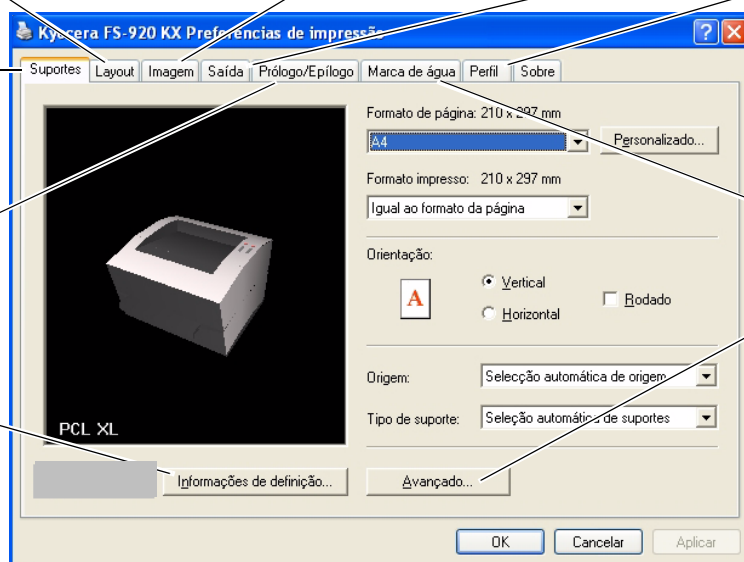 Kyocera FS-920 KX Preferências de impressão
Suportes Layout Imagem Saída Prólogo/Epílogo Marca de água Perfil Sobre
Formato de página: 210 x 297 mm
A4 Personalizado...
Formato impresso: 210 x 297 mm
Igual ao formato da página
Orientação:
A Vertical
Horizontal
Rodado
Origem: Selecção automática de origem
Tipo de suporte: Seleção automática de suportes
PCL XL
Informações de definição... Avançado...
OK Cancelar Aplicar